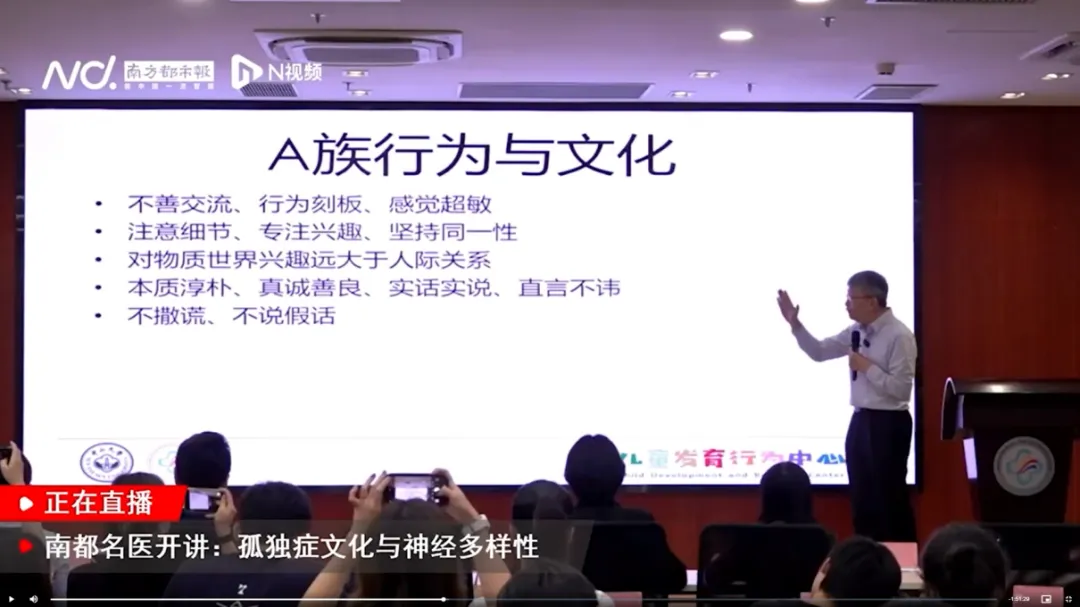 nd.
南方都市报
N视频
A族行为与文化
• 不善交流、行为刻板、感觉超敏
• 注意细节、专注兴趣、坚持同一性
• 对物质世界兴趣远大于人际关系
• 本质淳朴、真诚善良、实话实说、直言不讳
• 不撒谎、不说假话
儿童发育行为中心
正在直播
南都名医开讲：孤独症文化与神经多样性
-1:51:29